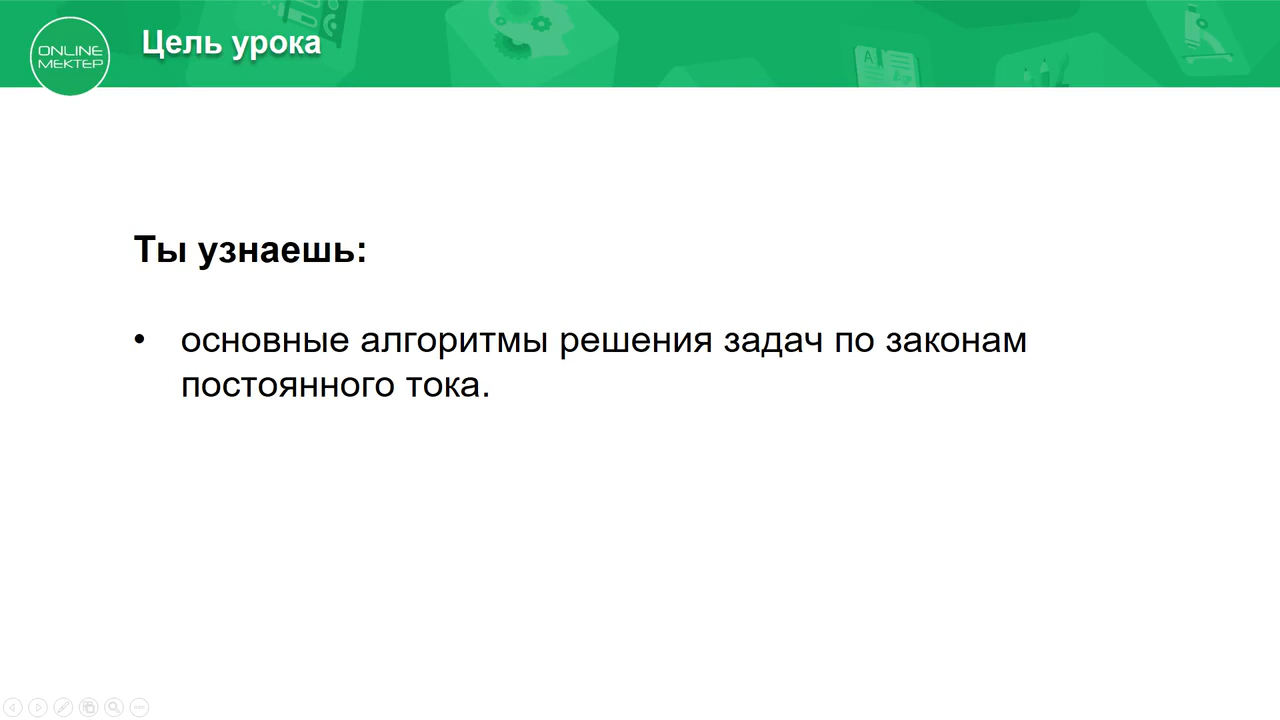 ONLINE
МЕКТЕР
Цель урока
Ты узнаешь:
• основные алгоритмы решения задач по законам
постоянного тока.